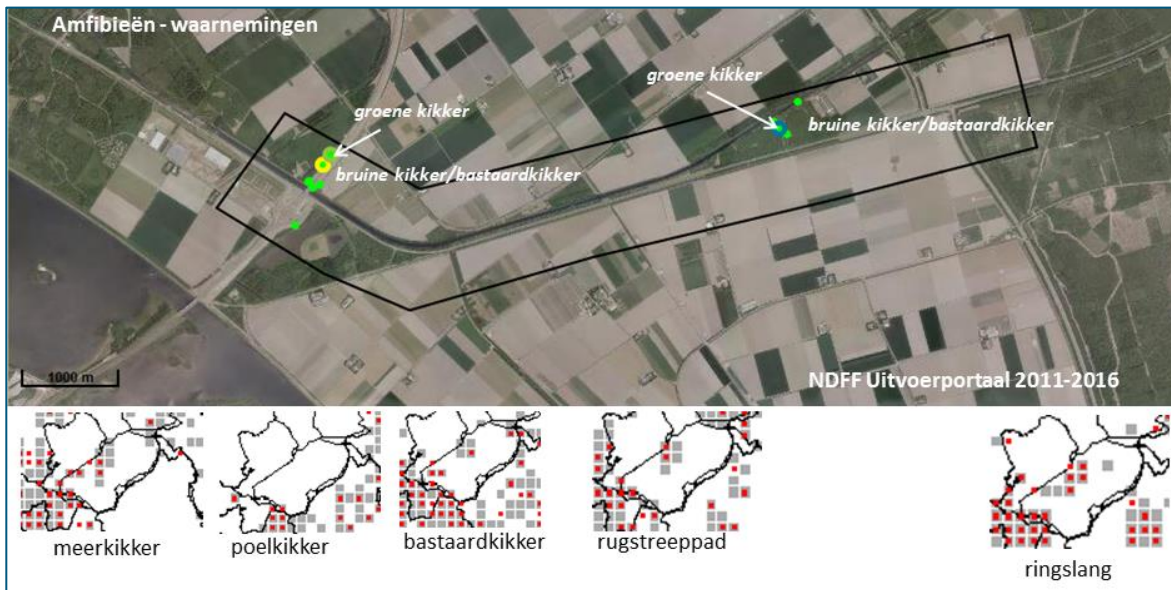 Amfibieën - waarnemingen
groene kikker
groene kikker
bruine kikker/bastaardkikker
bruine kikker/bastaardkikker
1000 m
NDFF Uitvoerportaal 2011-2016
meerkikker
poelkikker
bastaardkikker
rugstreeppad
ringslang